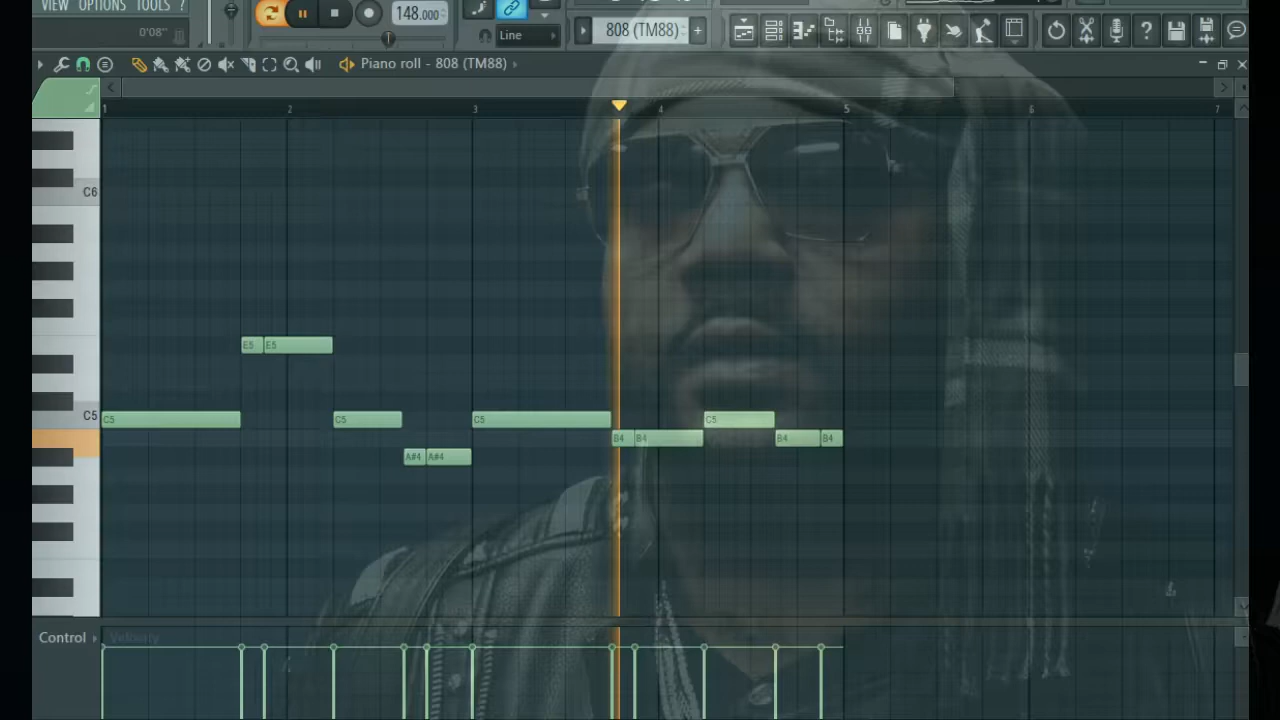 VIEW OPTIONS TOOLS ?
148.000
0'08"
Line
808 (TM88)
+
?
Piano roll - 808 (TM88)
1 2 3 4 5 6 7
C6
E5 E5
C5
C5 C5 C5 C5
B4 B4 B4 B4
A#4 A#4
Control
Velocity